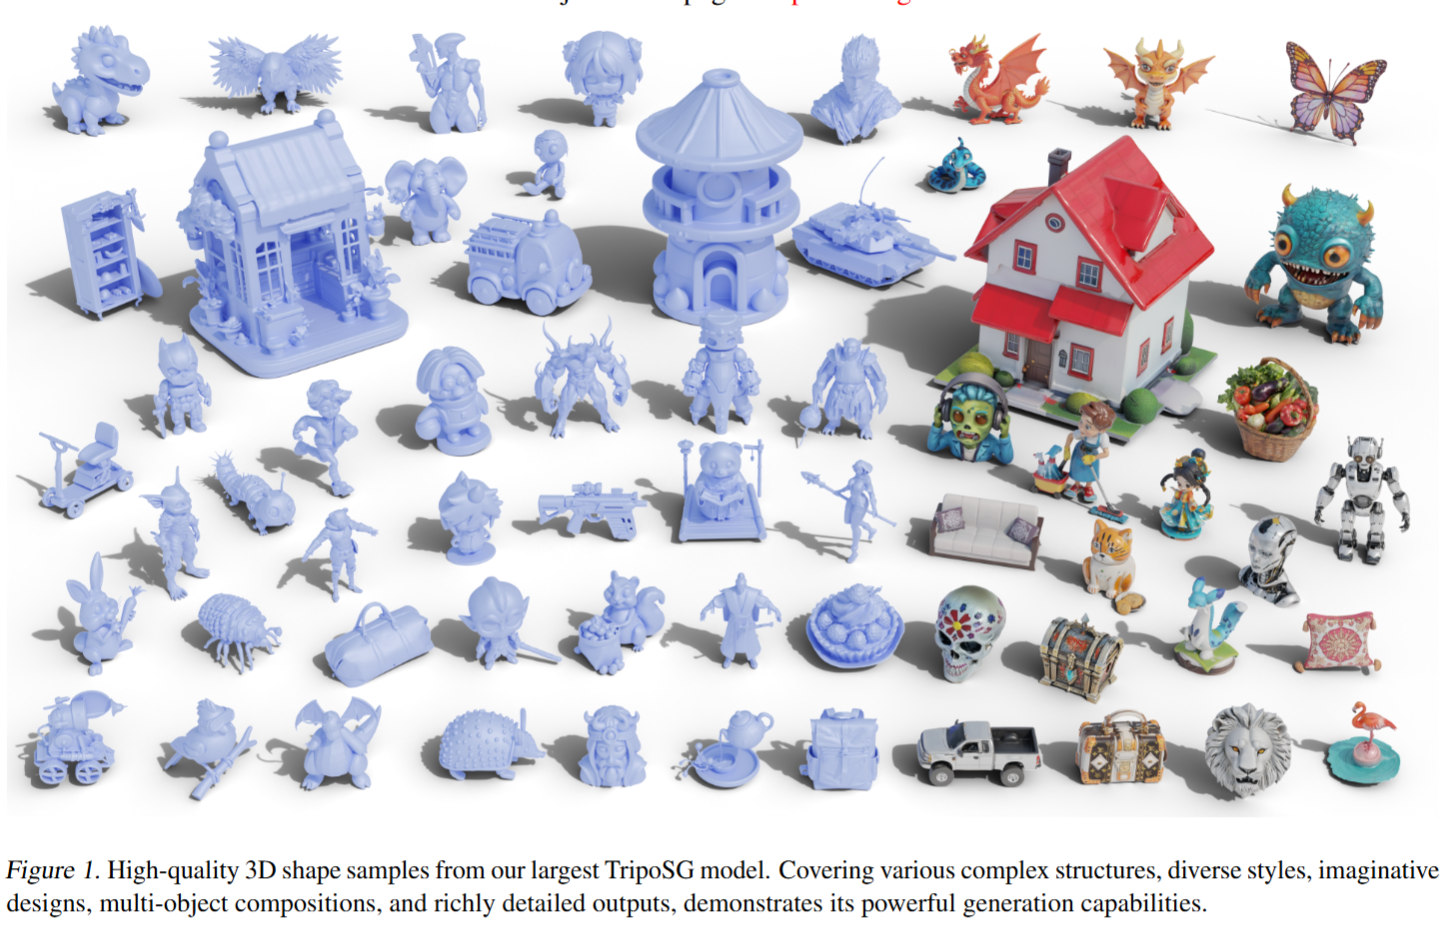 Figure 1. High-quality 3D shape samples from our largest TripoSG model. Covering various complex structures, diverse styles, imaginative
designs, multi-object compositions, and richly detailed outputs, demonstrates its powerful generation capabilities.